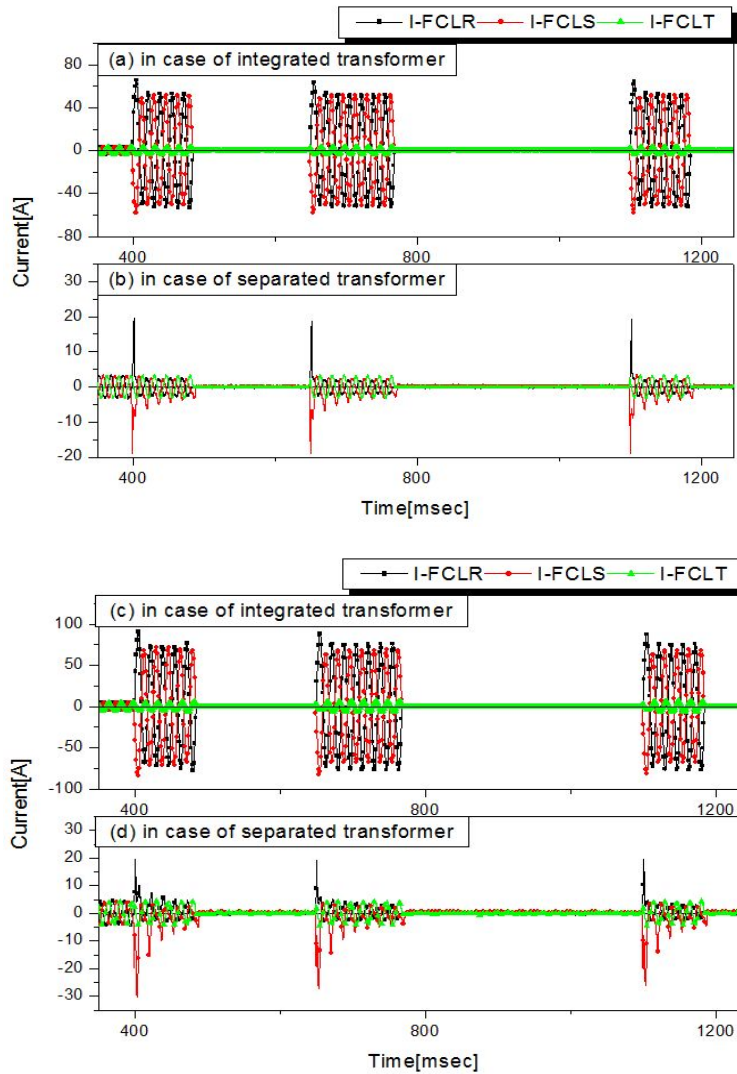 I-FCLR I-FCLS I-FCLT
(a) in case of integrated transformer
80
40
0
-40
-80
400 800 1200
Current[A]
(b) in case of separated transformer
30
20
10
0
-10
-20
400 800 1200
Time[msec]
I-FCLR I-FCLS I-FCLT
(c) in case of integrated transformer
100
50
0
-50
-100
400 800 1200
Current[A]
(d) in case of separated transformer
30
20
10
0
-10
-20
-30
400 800 1200
Time[msec]